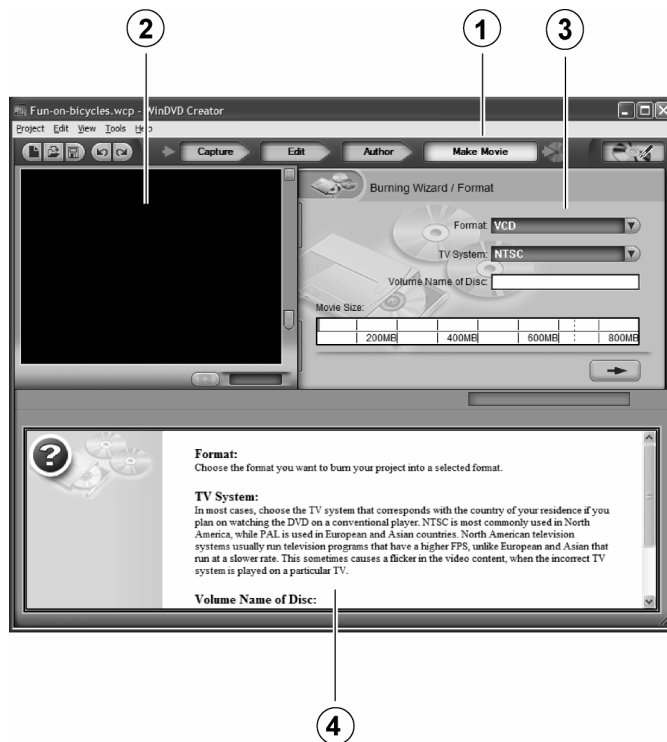 2
1
3
Fun-on-bicycles.wcp - WinDVD Creator
Project Edit View Tools Help
Capture Edit Author Make Movie
Burning Wizard / Format
Format: VCD
TV System: NTSC
Volume Name of Disc:
Movie Size:
200MB 400MB 600MB 800MB
Format:
Choose the format you want to burn your project into a selected format.
TV System:
In most cases, choose the TV system that corresponds with the country of your residence if you
plan on watching the DVD on a conventional player. NTSC is most commonly used in North
America, while PAL is used in European and Asian countries. North American television
systems usually run television programs that have a higher FPS, unlike European and Asian that
run at a slower rate. This sometimes causes a flicker in the video content, when the incorrect TV
system is played on a particular TV.
Volume Name of Disc:
4